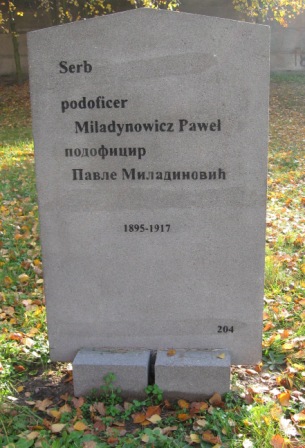 Serb
podoficer
Miladynowicz Paweł
подофицир
Павле Миладиновић
1895-1917
204